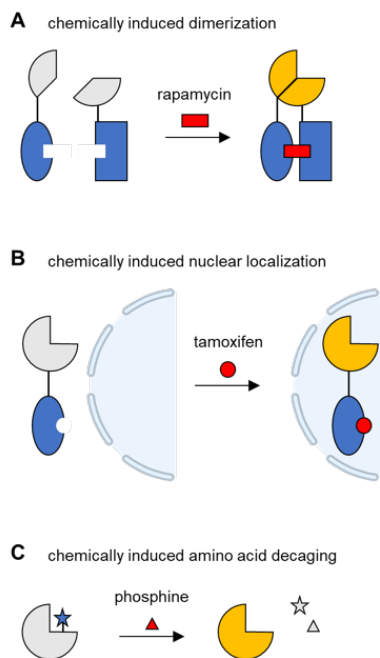 A chemically induced dimerization
rapamycin
B chemically induced nuclear localization
tamoxifen
C chemically induced amino acid decaging
phosphine